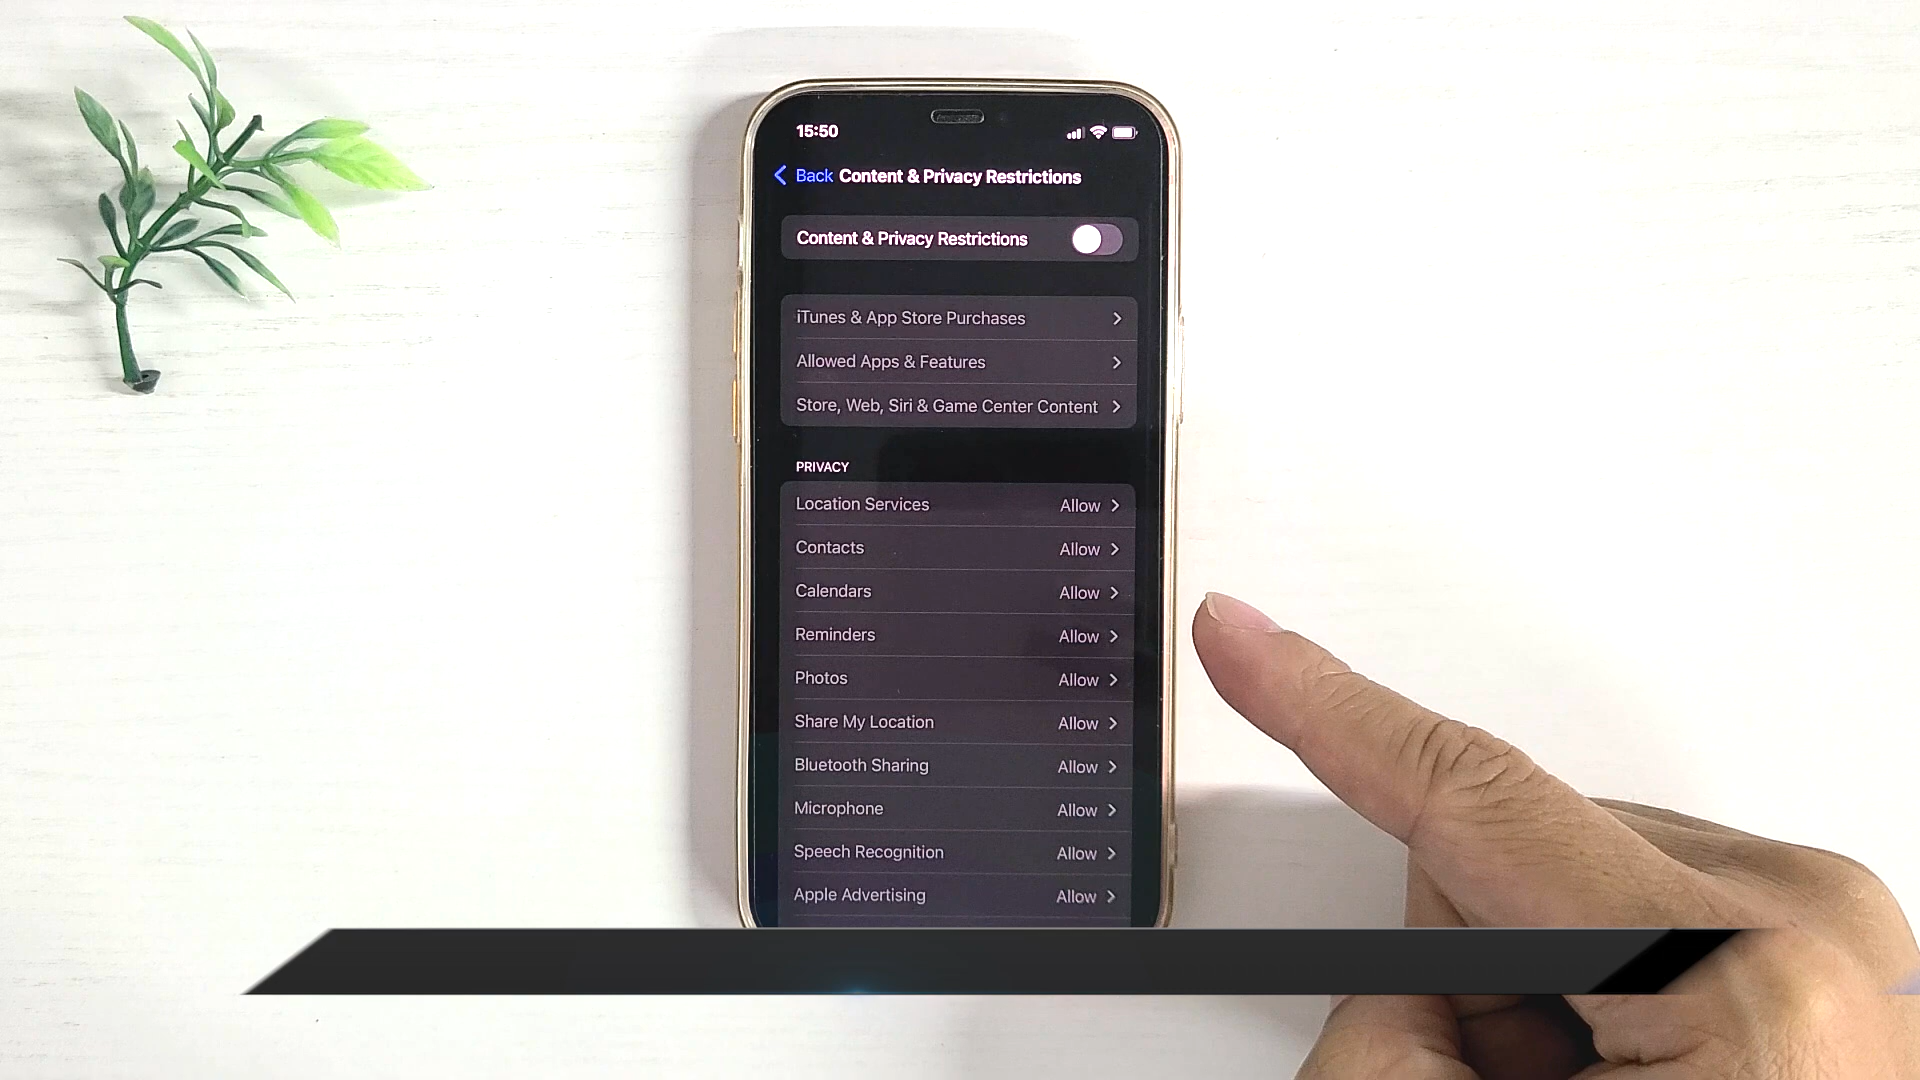 15:50
Back Content & Privacy Restrictions
Content & Privacy Restrictions
iTunes & App Store Purchases
Allowed Apps & Features
Store, Web, Siri & Game Center Content
PRIVACY
Location Services Allow
Contacts Allow
Calendars Allow
Reminders Allow
Photos Allow
Share My Location Allow
Bluetooth Sharing Allow
Microphone Allow
Speech Recognition Allow
Apple Advertising Allow